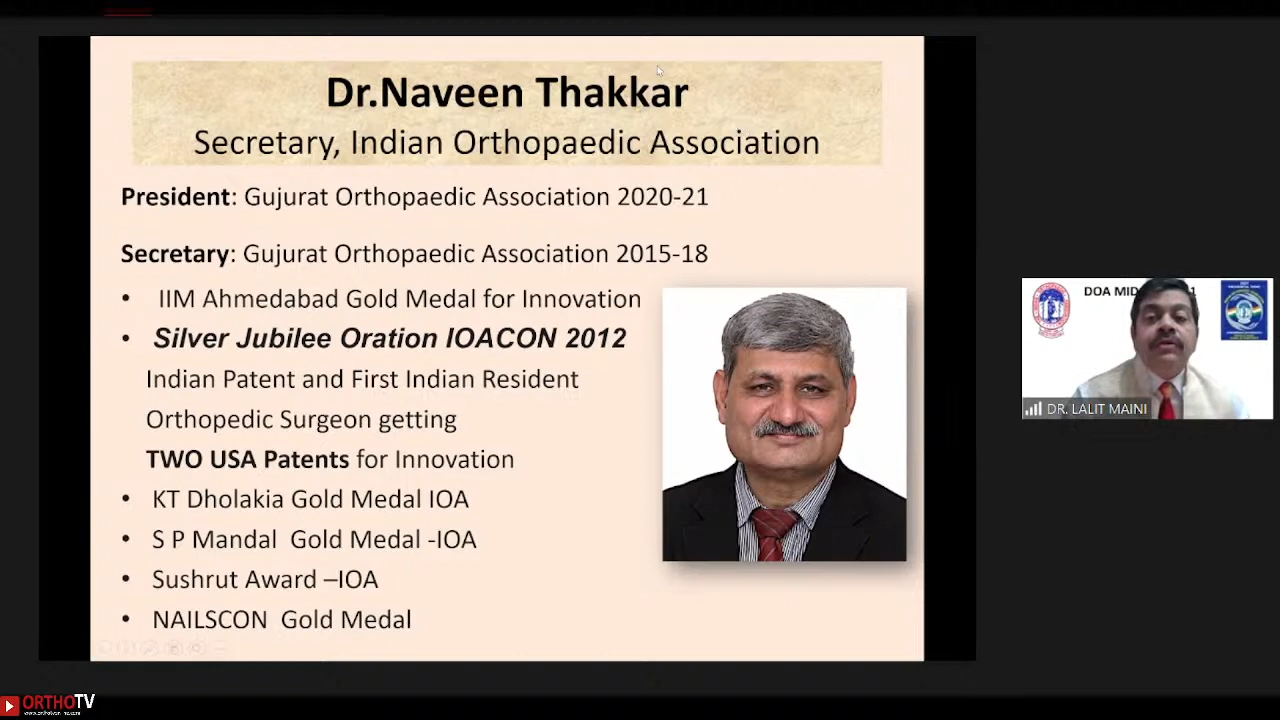 Dr.Naveen Thakkar
Secretary, Indian Orthopaedic Association
President: Gujurat Orthopaedic Association 2020-21
Secretary: Gujurat Orthopaedic Association 2015-18
• IIM Ahmedabad Gold Medal for Innovation
• Silver Jubilee Oration IOACON 2012
Indian Patent and First Indian Resident
Orthopedic Surgeon getting
TWO USA Patents for Innovation
• KT Dholakia Gold Medal IOA
• S P Mandal Gold Medal -IOA
• Sushrut Award –IOA
• NAILSCON Gold Medal
DOA MID
DR. LALIT MAINI
ORTHOTV